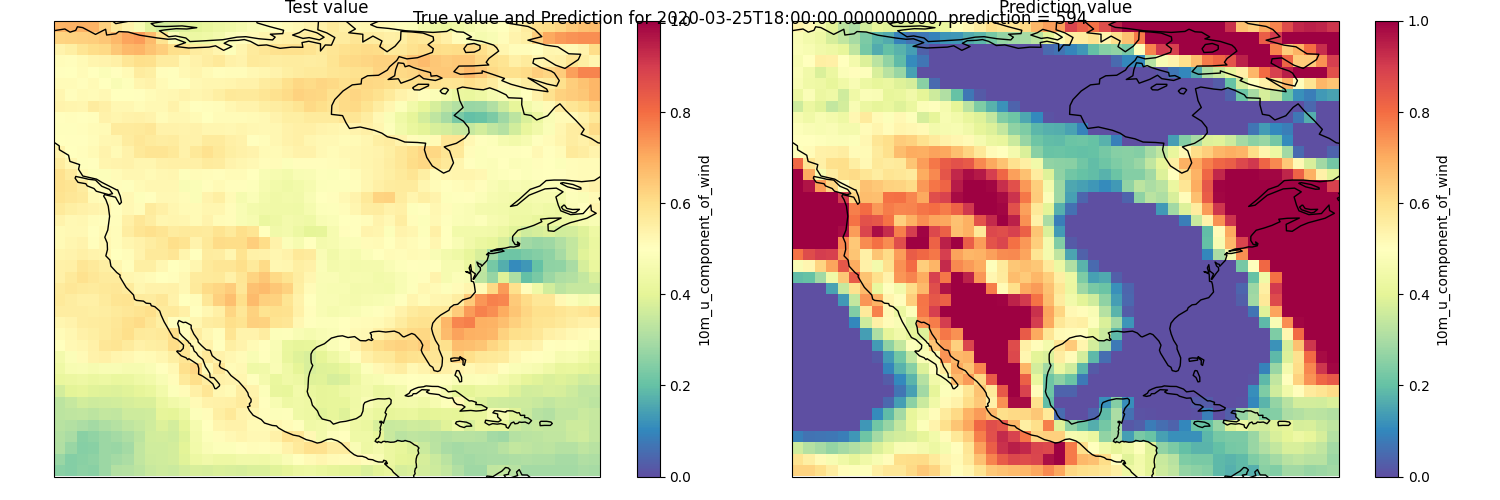 Test value
Prediction value
True value and Prediction for 2020-03-25T18:00:00.000000000, prediction = 594
1.0
0.8
0.6
0.4
0.2
0.0
10m_u_component_of_wind
1.0
0.8
0.6
0.4
0.2
0.0
10m_u_component_of_wind